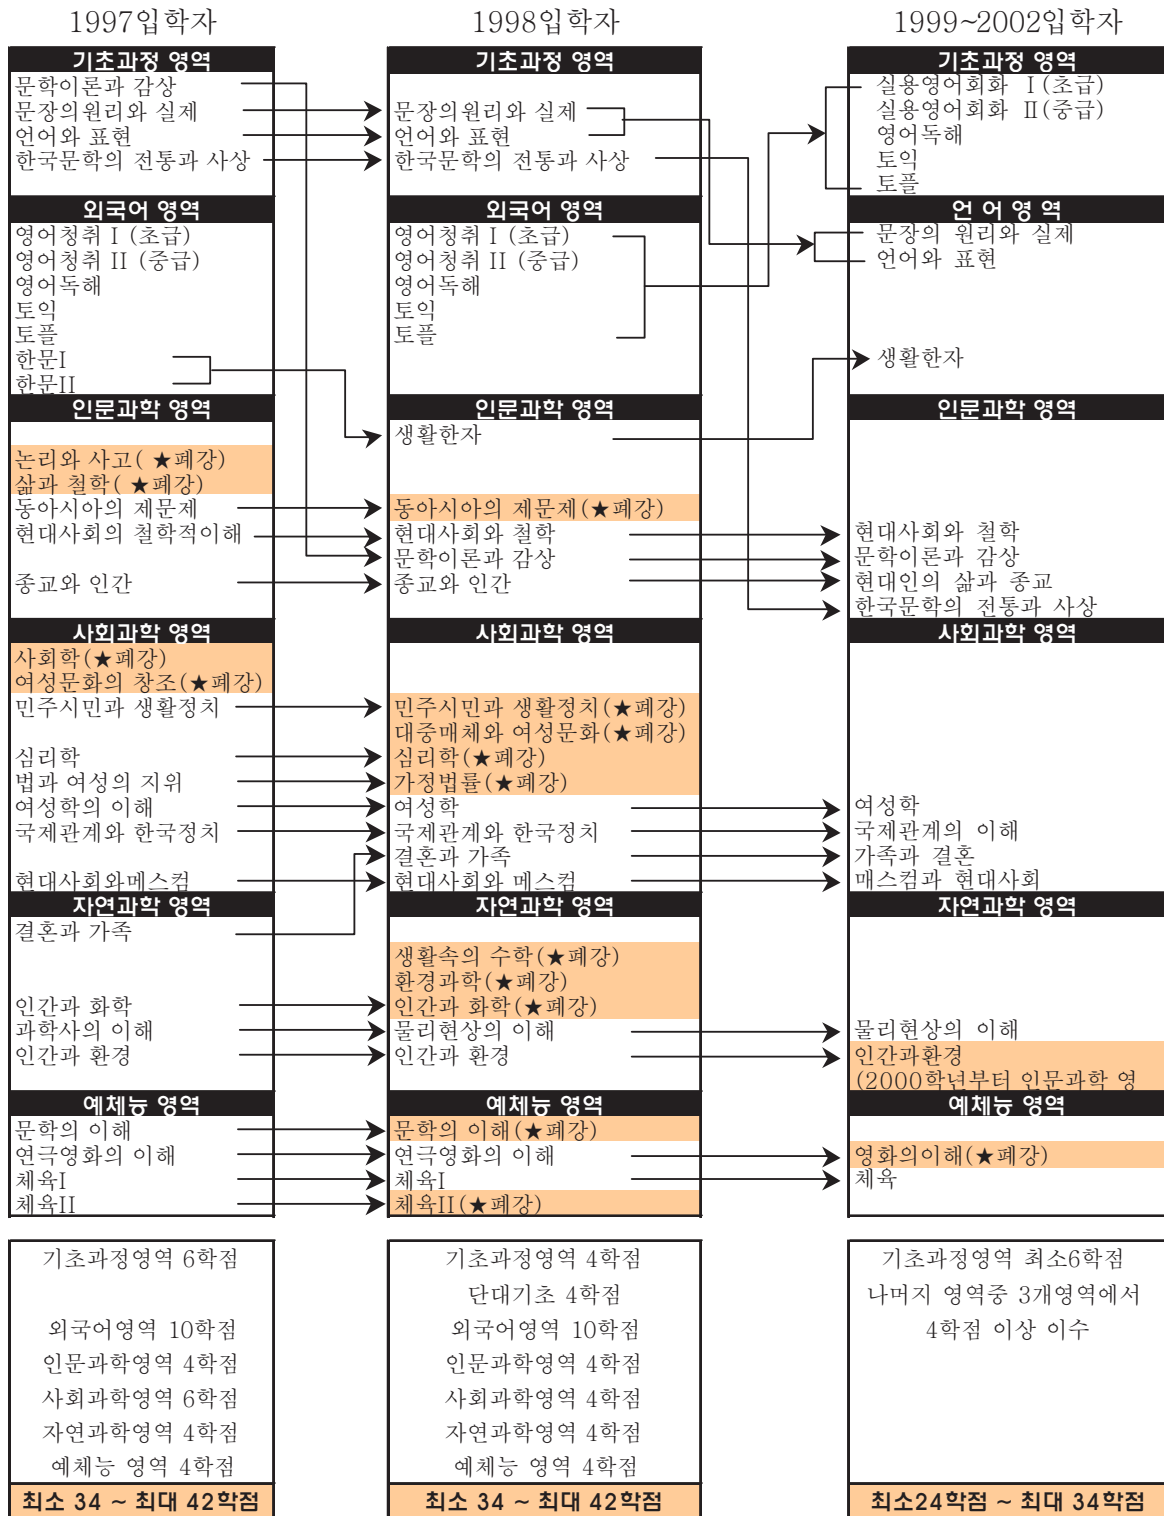 1997입학자
기초과정 영역
문학이론과 감상
문장의원리와 실제
언어와 표현
한국문학의 전통과 사상
외국어 영역
영어청취 I (초급)
영어청취 II (중급)
영어독해
토익
토플
한문I
한문II
인문과학 영역
논리와 사고( ★폐강)
삶과 철학( ★폐강)
동아시아의 제문제
현대사회의 철학적이해
종교와 인간
사회과학 영역
사회학(★폐강)
여성문화의 창조(★폐강)
민주시민과 생활정치
심리학
법과 여성의 지위
여성학의 이해
국제관계와 한국정치
현대사회와메스컴
자연과학 영역
결혼과 가족
인간과 화학
과학사의 이해
인간과 환경
예체능 영역
문학의 이해
연극영화의 이해
체육I
체육II
기초과정영역 6학점
외국어영역 10학점
인문과학영역 4학점
사회과학영역 6학점
자연과학영역 4학점
예체능 영역 4학점
최소 34 ~ 최대 42학점
1998입학자
기초과정 영역
문장의원리와 실제
언어와 표현
한국문학의 전통과 사상
외국어 영역
영어청취 I (초급)
영어청취 II (중급)
영어독해
토익
토플
인문과학 영역
생활한자
동아시아의 제문제(★폐강)
현대사회와 철학
문학이론과 감상
종교와 인간
사회과학 영역
민주시민과 생활정치(★폐강)
대중매체와 여성문화(★폐강)
심리학(★폐강)
가정법률(★폐강)
여성학
국제관계와 한국정치
결혼과 가족
현대사회와 메스컴
자연과학 영역
생활속의 수학(★폐강)
환경과학(★폐강)
인간과 화학(★폐강)
물리현상의 이해
인간과 환경
예체능 영역
문학의 이해(★폐강)
연극영화의 이해
체육I
체육II(★폐강)
기초과정영역 4학점
단대기초 4학점
외국어영역 10학점
인문과학영역 4학점
사회과학영역 4학점
자연과학영역 4학점
예체능 영역 4학점
최소 34 ~ 최대 42학점
1999~2002입학자
기초과정 영역
실용영어회화 Ⅰ(초급)
실용영어회화 Ⅱ(중급)
영어독해
토익
토플
언 어 영 역
문장의 원리와 실제
언어와 표현
생활한자
인문과학 영역
현대사회와 철학
문학이론과 감상
현대인의 삶과 종교
한국문학의 전통과 사상
사회과학 영역
여성학
국제관계의 이해
가족과 결혼
매스컴과 현대사회
자연과학 영역
물리현상의 이해
인간과환경
(2000학년부터 인문과학 영
예체능 영역
영화의이해(★폐강)
체육
기초과정영역 최소6학점
나머지 영역중 3개영역에서
4학점 이상 이수
최소24학점 ~ 최대 34학점